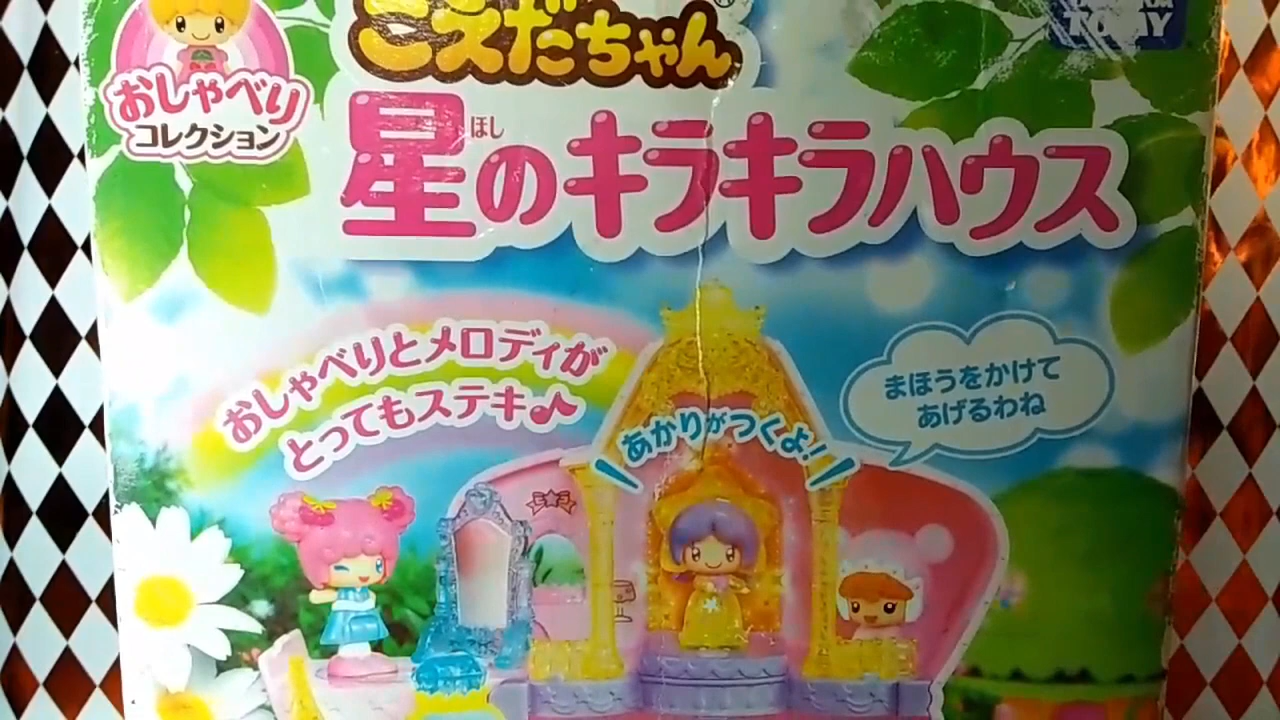 こえだちゃん
TOMY
おしゃべり
コレクション
星のキラキラハウス
ほし
おしゃべりとメロディが
とってもステキ♪
あかりがつくよ!
まほうをかけて
あげるわね